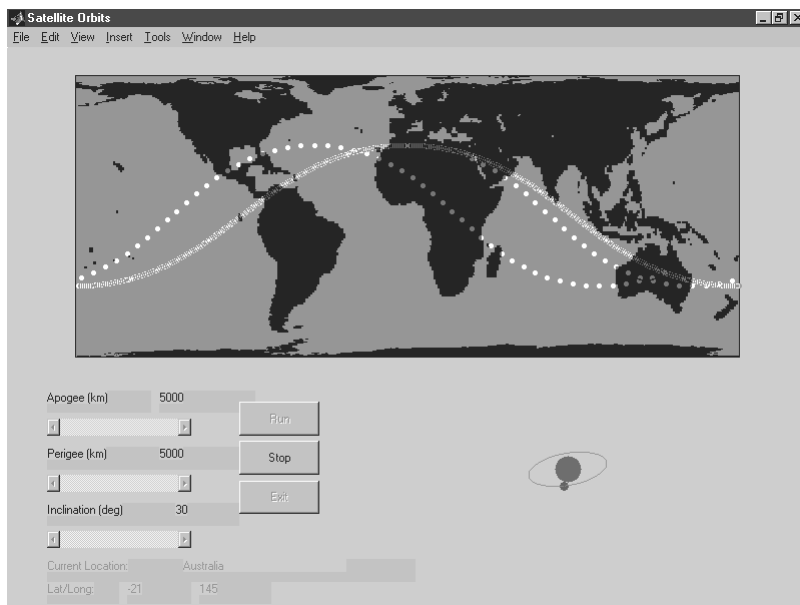 Satellite Orbits
File Edit View Insert Tools Window Help
Apogee (km) 5000
Run
Perigee (km) 5000
Stop
Exit
Inclination (deg) 30
Current Location: Australia
Lat/Long: -21 145